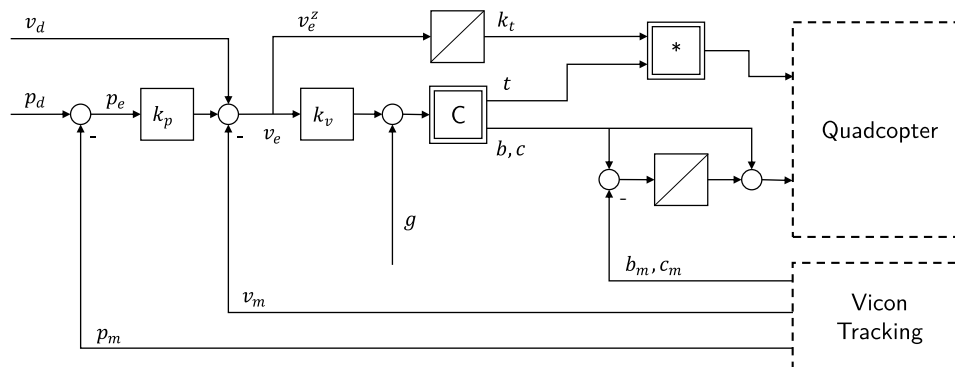 v_d
v_e^z
k_t
*
p_d
p_e
k_p
v_e
k_v
C
t
b, c
Quadcopter
-
-
-
g
b_m, c_m
v_m
Vicon
Tracking
p_m